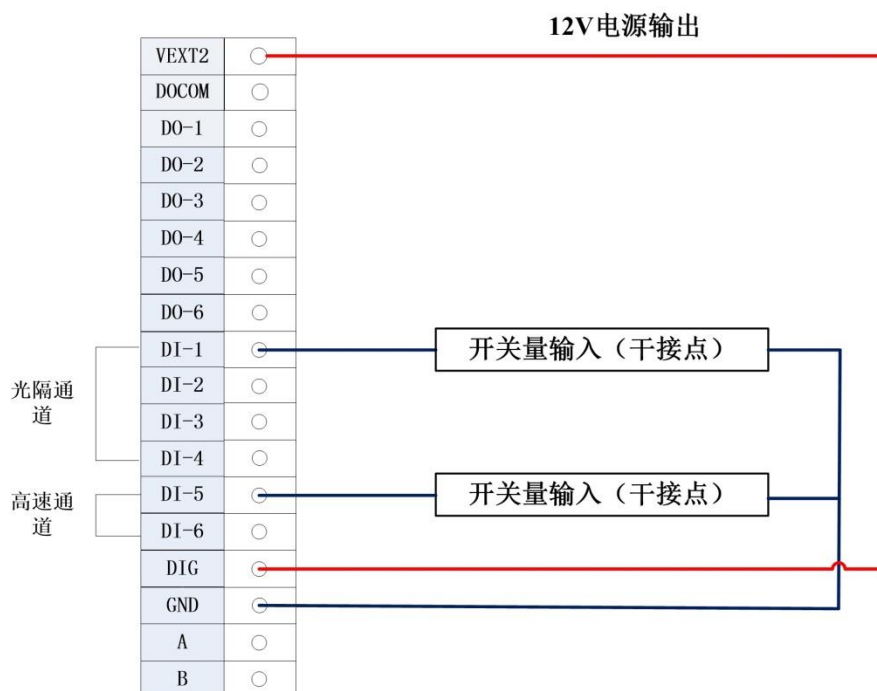 12V电源输出
VEXT2
DOCOM
DO-1
DO-2
DO-3
DO-4
DO-5
DO-6
DI-1
开关量输入（干接点）
DI-2
光隔通
道
DI-3
DI-4
DI-5
开关量输入（干接点）
高速通
道
DI-6
DIG
GND
A
B